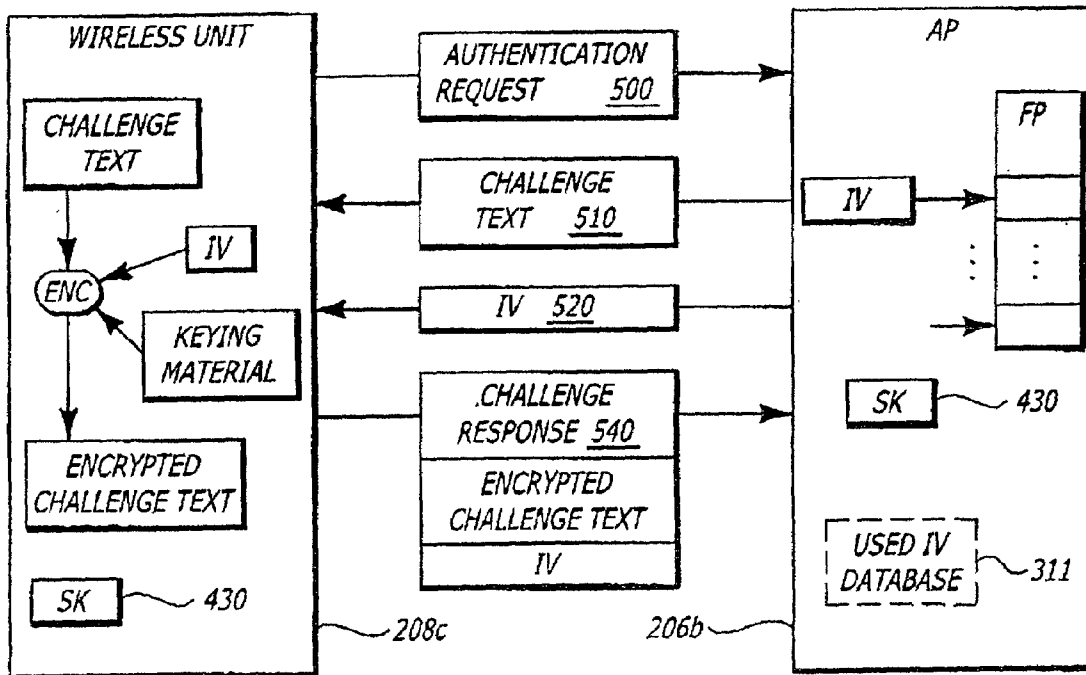 WIRELESS UNIT
CHALLENGE
TEXT
IV
ENC
KEYING
MATERIAL
ENCRYPTED
CHALLENGE TEXT
SK
430
208c
AUTHENTICATION
REQUEST 500
CHALLENGE
TEXT 510
IV 520
.CHALLENGE
RESPONSE 540
ENCRYPTED
CHALLENGE TEXT
IV
AP
FP
IV
SK
430
USED IV
DATABASE
311
206b